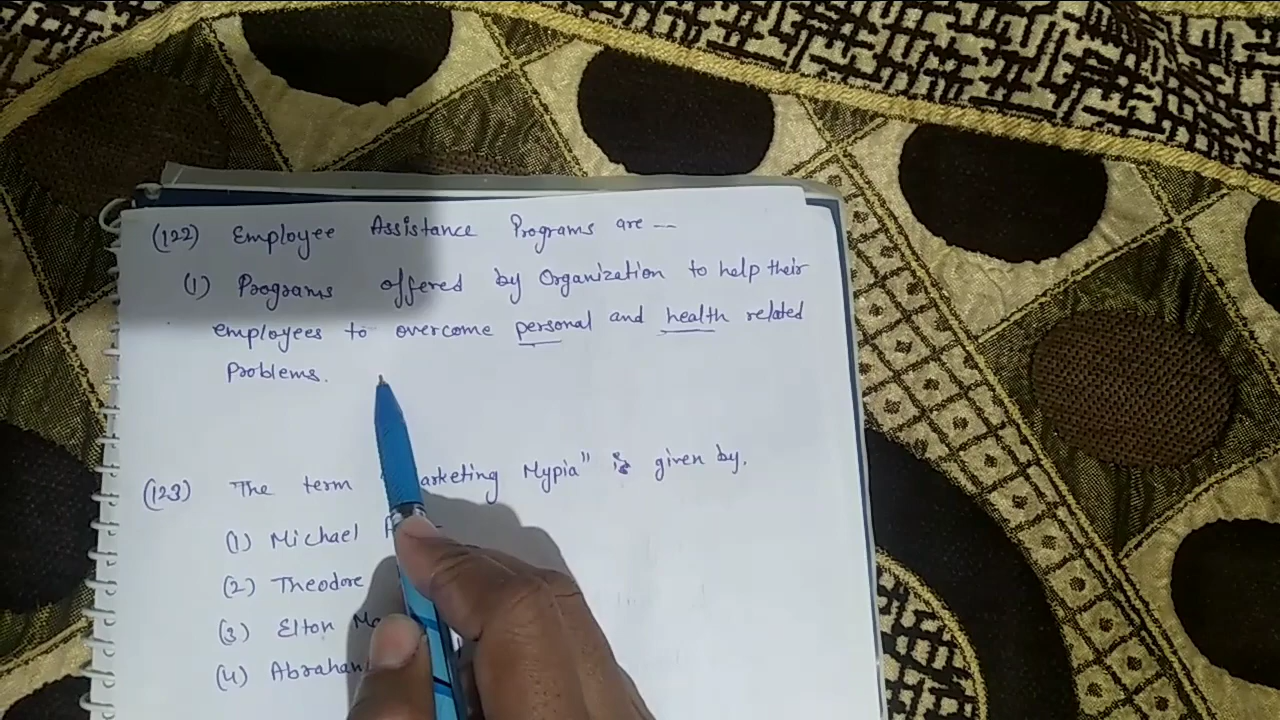 (122) Employee Assistance Programs are —
(1) Programs offered by Organization to help their
employees to overcome personal and health related
Problems.
(123) The term arketing Mypia" is given by.
(1) Michael
(2) Theodore
(3) Elton
(4) Abraham